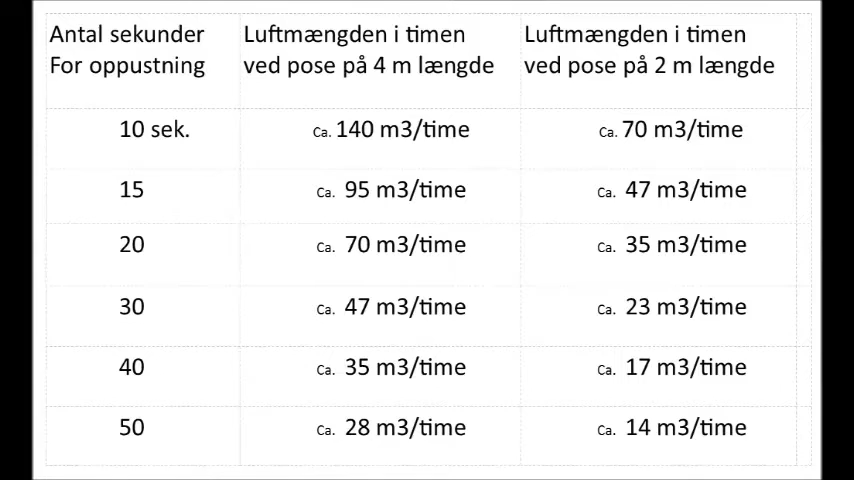 Antal sekunder
For oppustning
Luftmængden i timen
ved pose på 4 m længde
Luftmængden i timen
ved pose på 2 m længde
10 sek.
Ca. 140 m3/time
Ca. 70 m3/time
15
Ca. 95 m3/time
Ca. 47 m3/time
20
Ca. 70 m3/time
Ca. 35 m3/time
30
Ca. 47 m3/time
Ca. 23 m3/time
40
Ca. 35 m3/time
Ca. 17 m3/time
50
Ca. 28 m3/time
Ca. 14 m3/time